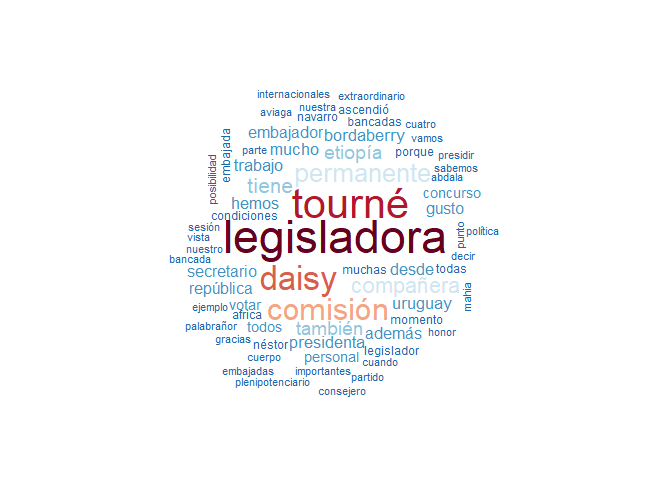 internacionales extraordinario
aviaga nuestra ascendió
navarro bancadas cuatro
embajador bordaberry vamos
embajada parte mucho etiopía porque presidir
posibilidad trabajo permanente sabemos
abdala
tiene tourné concurso
hemos gusto
condiciones
sesión legisladora punto política
vista
nuestro decir
bancada muchas desde todas
secretario daisy
república compañera mahia
ejemplo votar comisión uruguay
africa momento
palabrañor todos también además honor
gracias néstor presidenta legislador
cuerpo personal cuando
embajadas importantes partido
plenipotenciario consejero